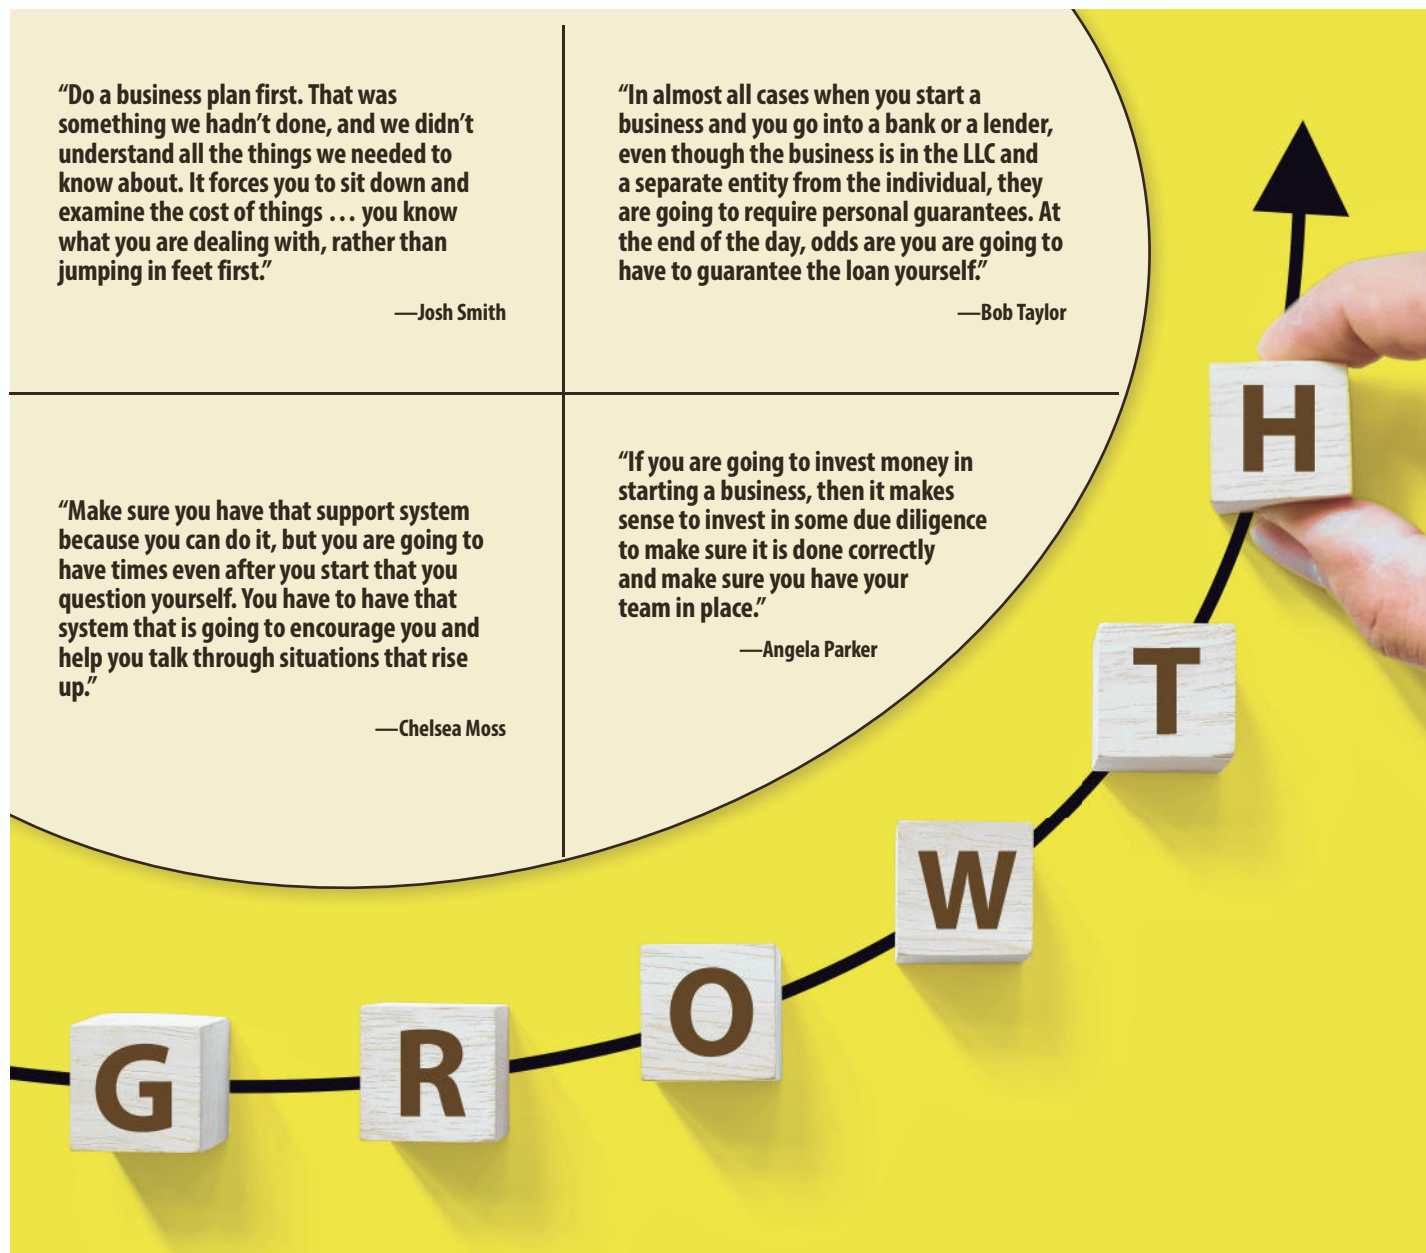 “Do a business plan first. That was
something we hadn’t done, and we didn’t
understand all the things we needed to
know about. It forces you to sit down and
examine the cost of things … you know
what you are dealing with, rather than
jumping in feet first.”
—Josh Smith
“In almost all cases when you start a
business and you go into a bank or a lender,
even though the business is in the LLC and
a separate entity from the individual, they
are going to require personal guarantees. At
the end of the day, odds are you are going to
have to guarantee the loan yourself.”
—Bob Taylor
“Make sure you have that support system
because you can do it, but you are going to
have times even after you start that you
question yourself. You have to have that
system that is going to encourage you and
help you talk through situations that rise
up.”
—Chelsea Moss
“If you are going to invest money in
starting a business, then it makes
sense to invest in some due diligence
to make sure it is done correctly
and make sure you have your
team in place.”
—Angela Parker
GROWTH